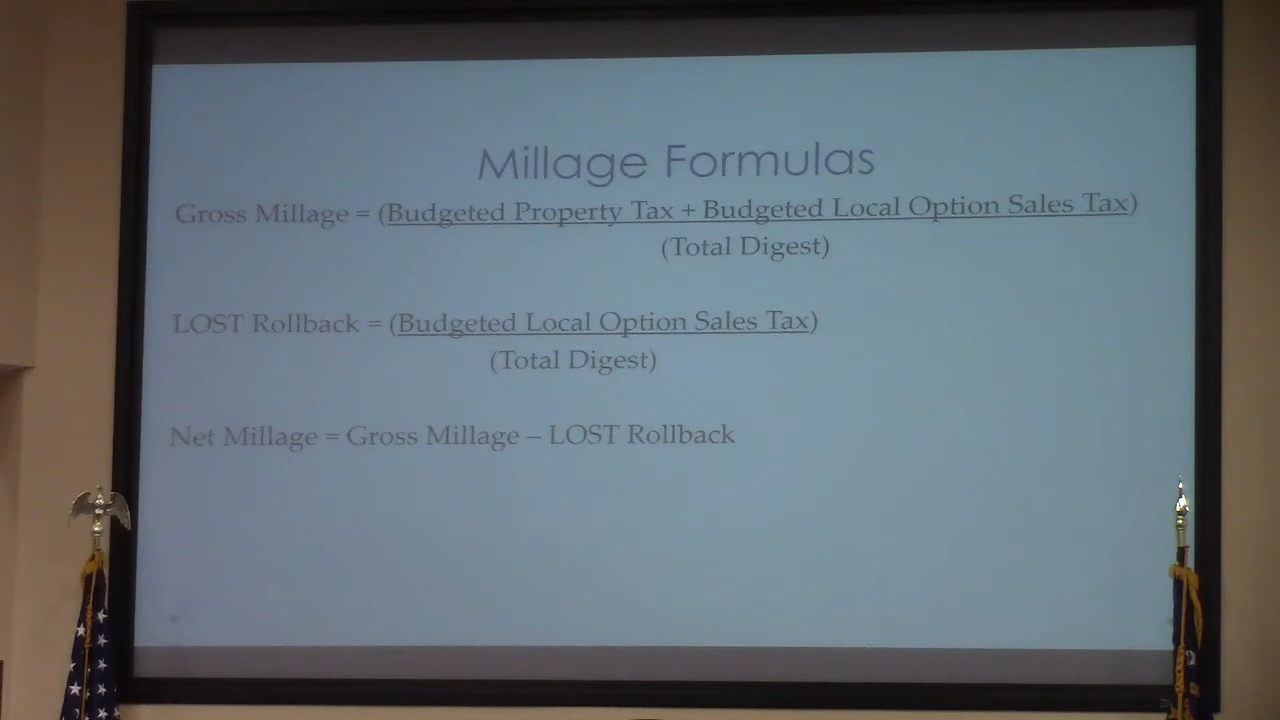 Millage Formulas
Gross Millage = (Budgeted Property Tax + Budgeted Local Option Sales Tax)
(Total Digest)
LOST Rollback = (Budgeted Local Option Sales Tax)
(Total Digest)
Net Millage = Gross Millage – LOST Rollback